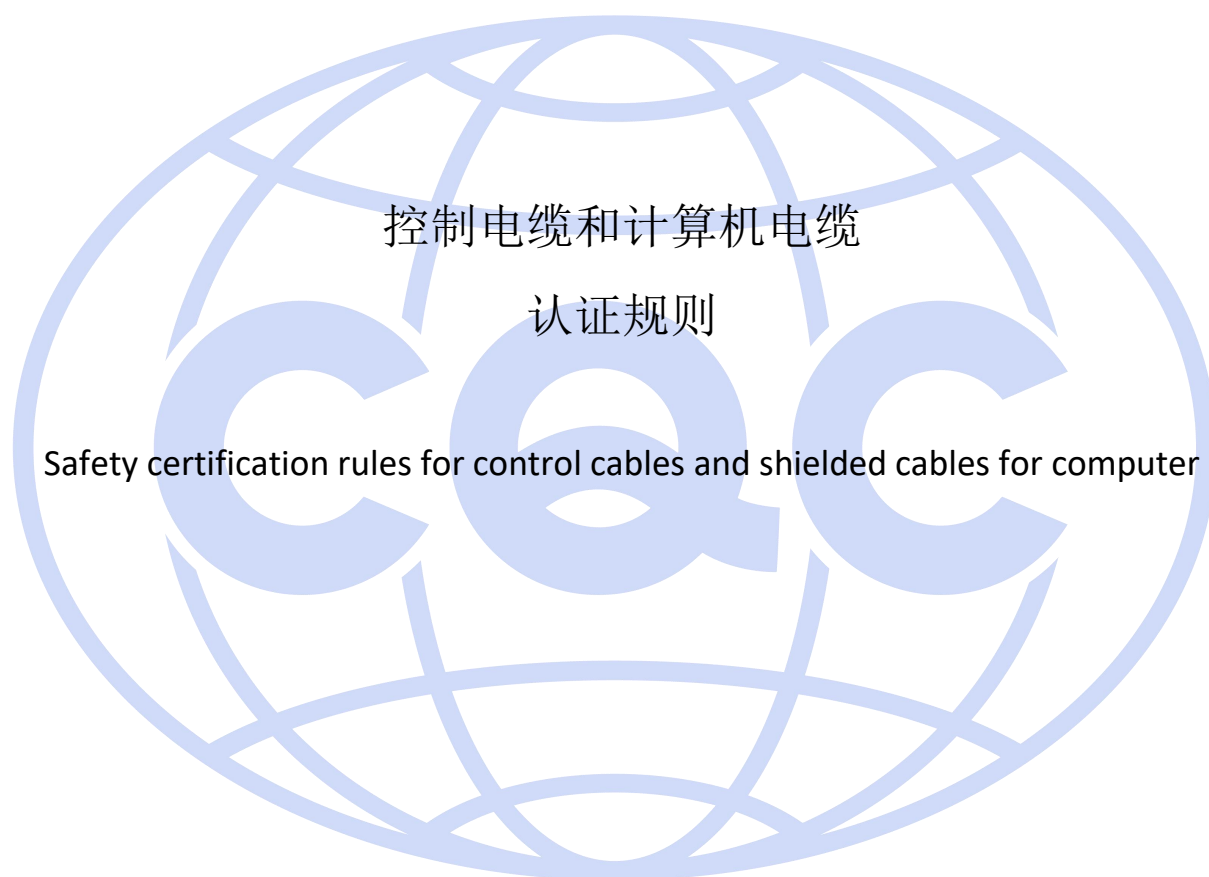 控制电缆和计算机电缆
认证规则
CQC
Safety certification rules for control cables and shielded cables for computer